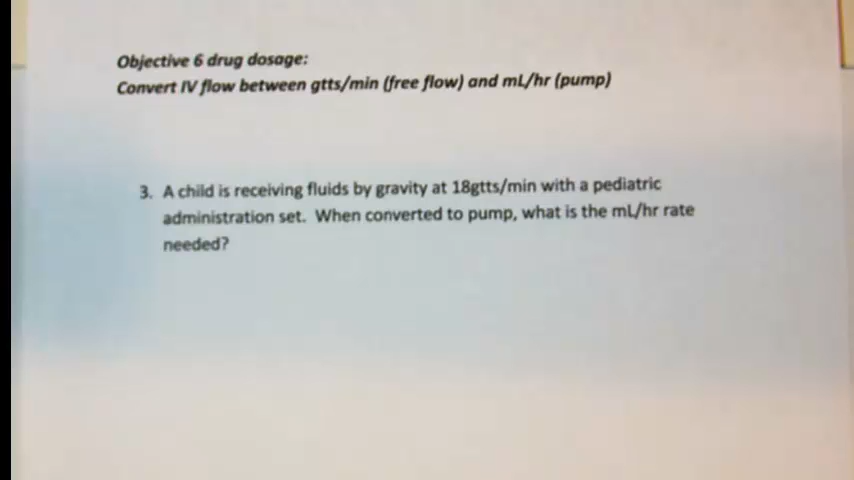 Objective 6 drug dosage:
Convert IV flow between gtts/min (free flow) and mL/hr (pump)
3. A child is receiving fluids by gravity at 18gtts/min with a pediatric
administration set. When converted to pump, what is the mL/hr rate
needed?